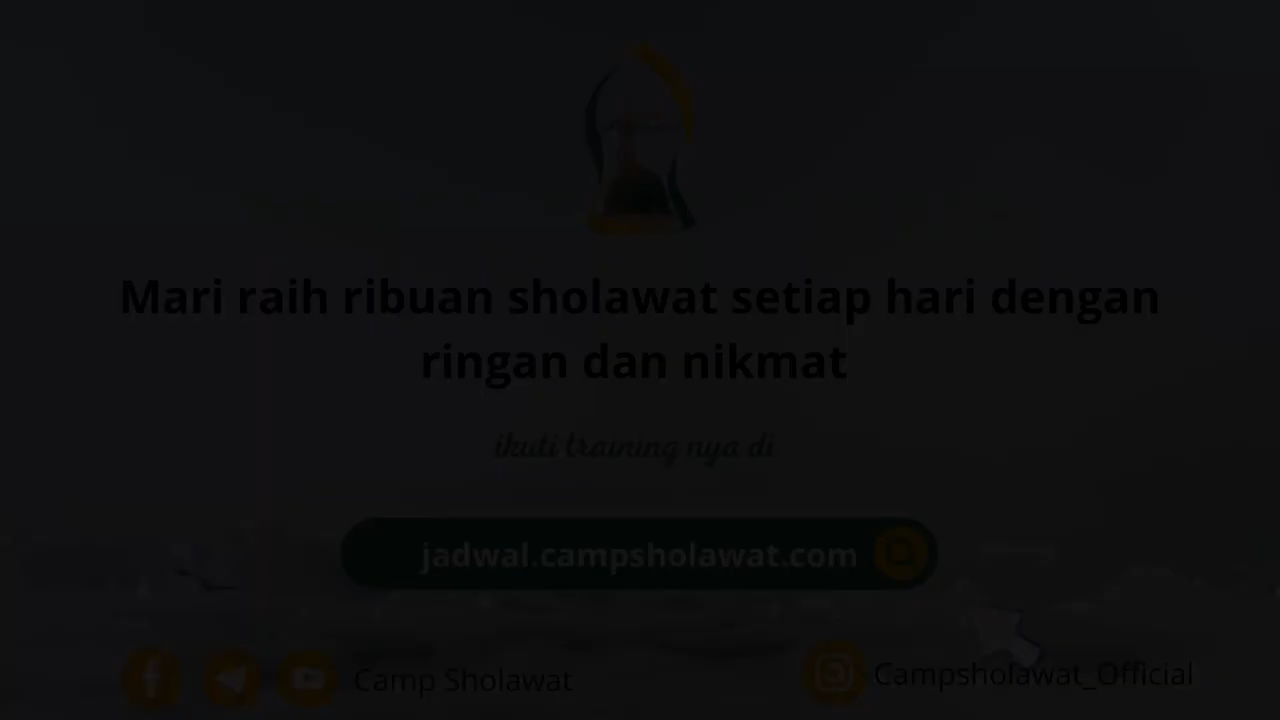 Mari raih ribuan sholawat setiap hari dengan
ringan dan nikmat
ikuti training nya di
jadwal.campsholawat.com
Camp Sholawat
Campsholawat_Official